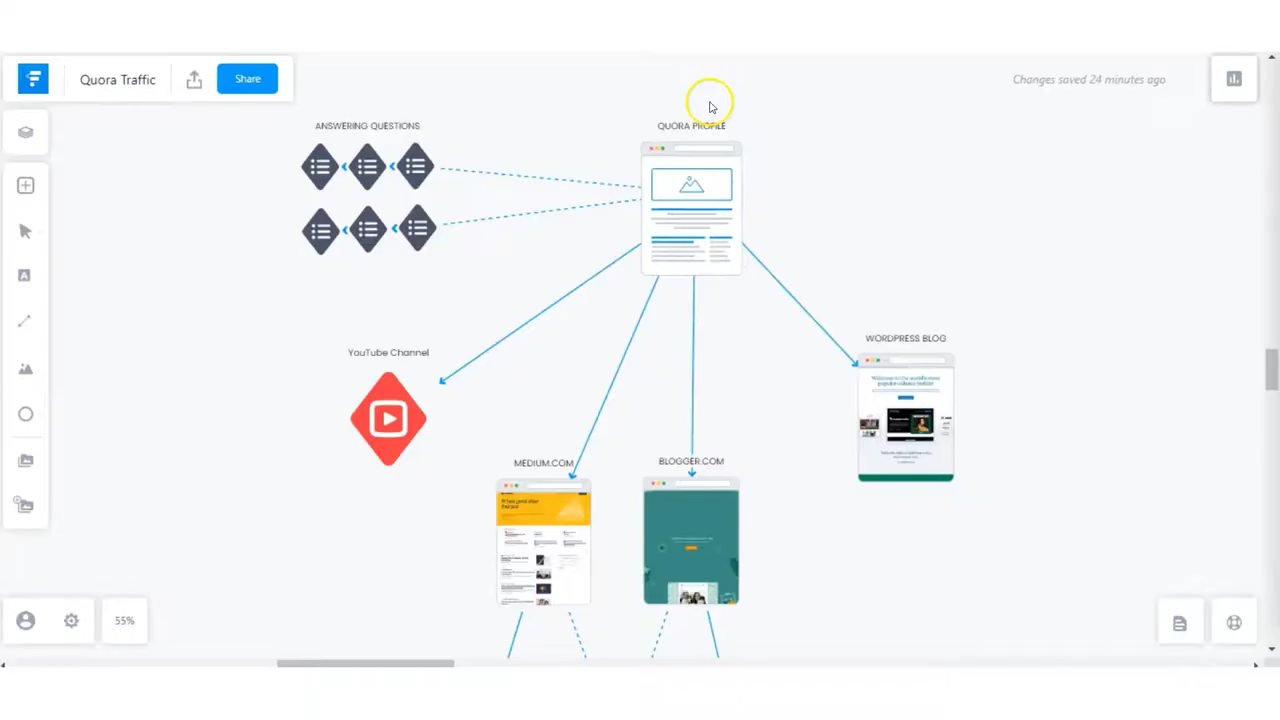 Quora Traffic
Share
Changes saved 24 minutes ago
ANSWERING QUESTIONS
QUORA PROFILE
YouTube Channel
WORDPRESS BLOG
MEDIUM.COM
BLOGGER.COM
55%